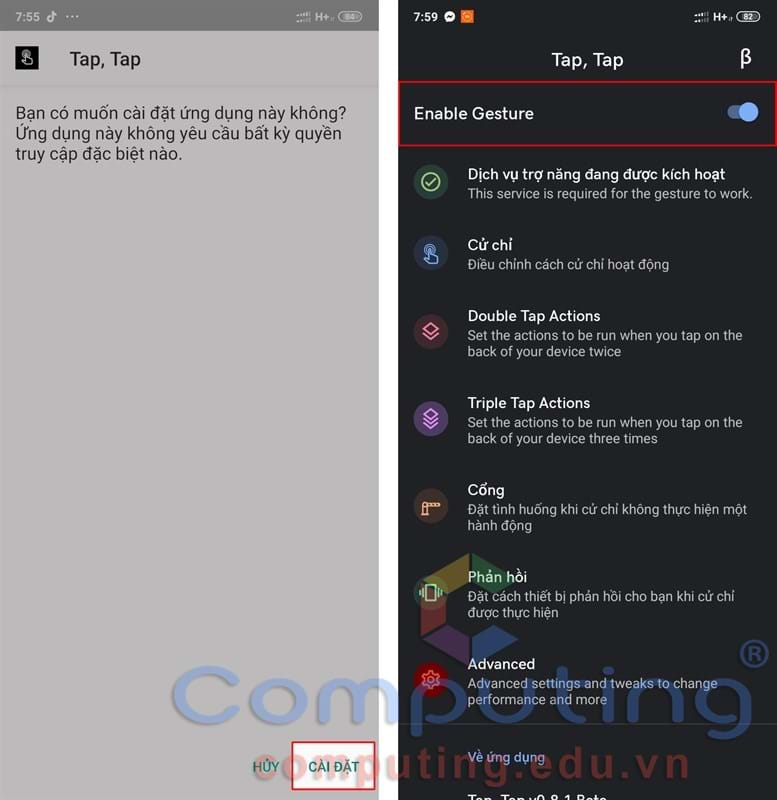 7:55
H+
84
Tap, Tap
Bạn có muốn cài đặt ứng dụng này không?
Ứng dụng này không yêu cầu bất kỳ quyền
truy cập đặc biệt nào.
HỦY
CÀI ĐẶT
7:59
H+
82
Tap, Tap
β
Enable Gesture
Dịch vụ trợ năng đang được kích hoạt
This service is required for the gesture to work.
Cử chỉ
Điều chỉnh cách cử chỉ hoạt động
Double Tap Actions
Set the actions to be run when you tap on the
back of your device twice
Triple Tap Actions
Set the actions to be run when you tap on the
back of your device three times
Cổng
Đặt tình huống khi cử chỉ không thực hiện một
hành động
Phản hồi
Đặt cách thiết bị phản hồi cho bạn khi cử chỉ
được thực hiện
Advanced
Advanced settings and tweaks to change
performance and more
Về ứng dụng
Tap, Tap v0.8.1 Beta
Computing®
computing.edu.vn